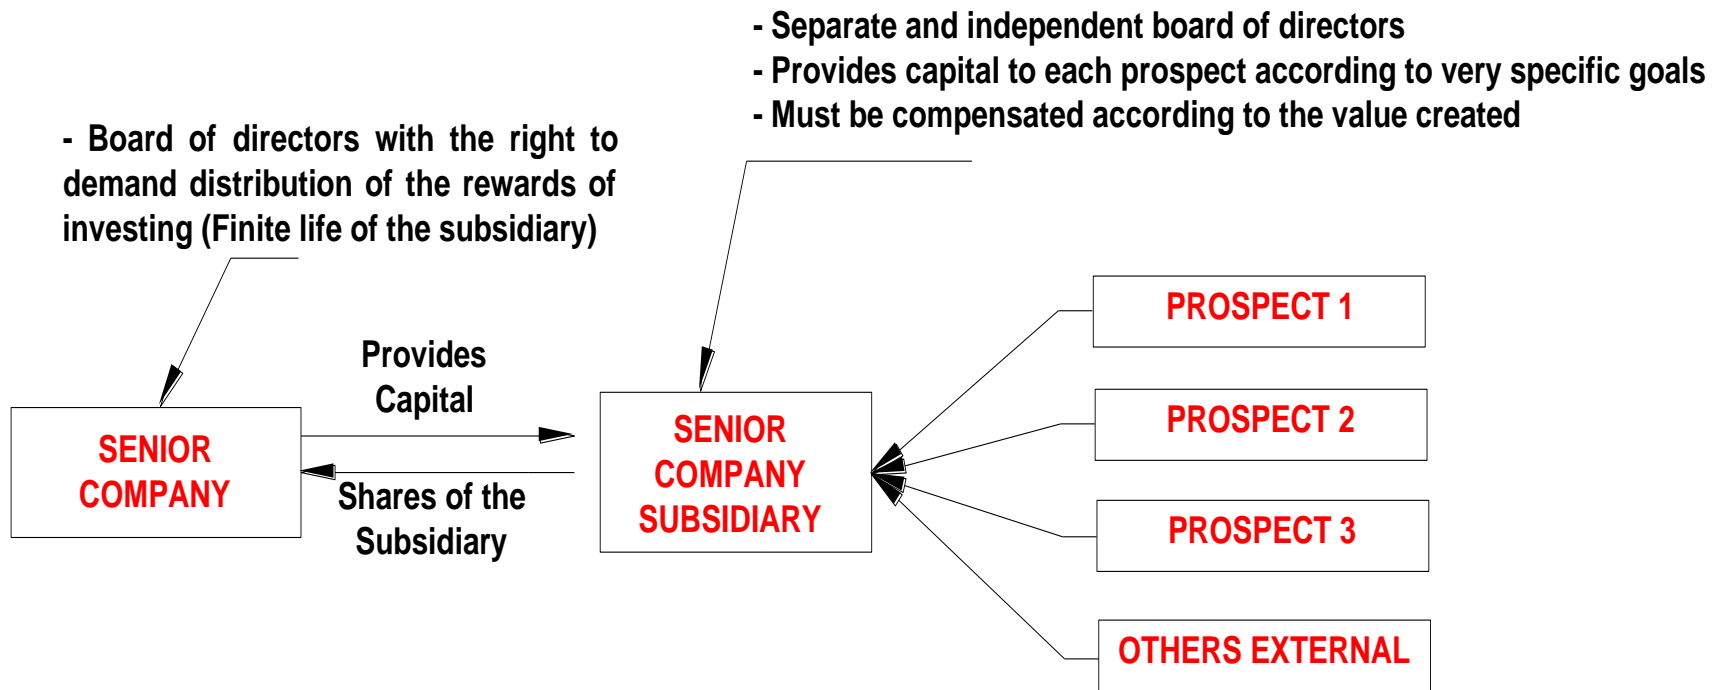 - Separate and independent board of directors
- Provides capital to each prospect according to very specific goals
- Must be compensated according to the value created
- Board of directors with the right to
demand distribution of the rewards of
investing (Finite life of the subsidiary)
Provides
Capital
SENIOR
COMPANY
Shares of the
Subsidiary
SENIOR
COMPANY
SUBSIDIARY
PROSPECT 1
PROSPECT 2
PROSPECT 3
OTHERS EXTERNAL